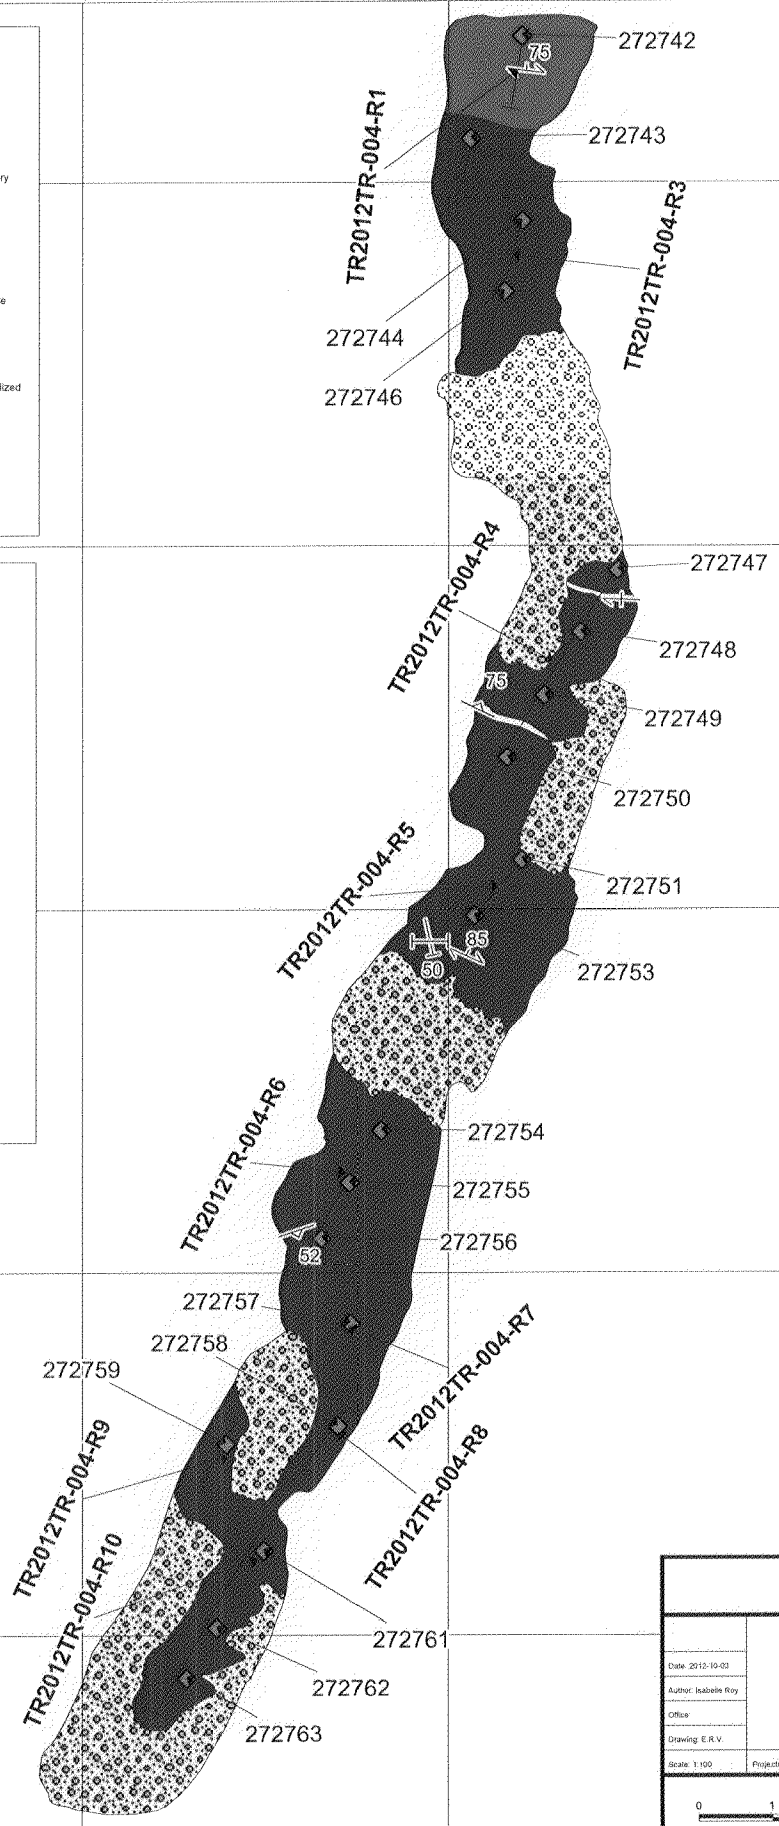 272742
75
TR2012TR-004-R1
272743
TR2012TR-004-R3
272744
272746
272747
TR2012TR-004-R4
272748
75
272749
272750
TR2012TR-004-R5
272751
85
50
272753
TR2012TR-004-R6
272754
272755
272756
52
272757
272758
TR2012TR-004-R7
272759
TR2012TR-004-R8
TR2012TR-004-R9
TR2012TR-004-R10
272761
272762
272763
Date: 2012-10-03
Author: Isabelle Roy
Office:
Drawing: E.R.V.
Scale: 1:100
0 1